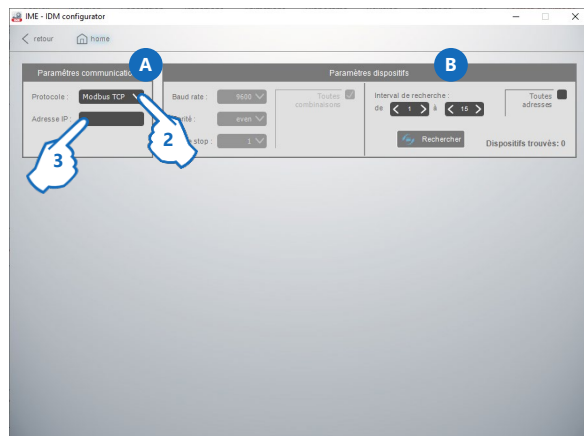 IME - IDM configurator
retour
home
A
B
Paramètres communication
Paramètres dispositifs
Protocole :
Modbus TCP
Adresse IP :
2
3
Baud rate :
9600
Toutes
combinaisons
even
stop :
1
Interval de recherche :
de
1
à
15
Toutes
adresses
Rechercher
Dispositifs trouvés: 0